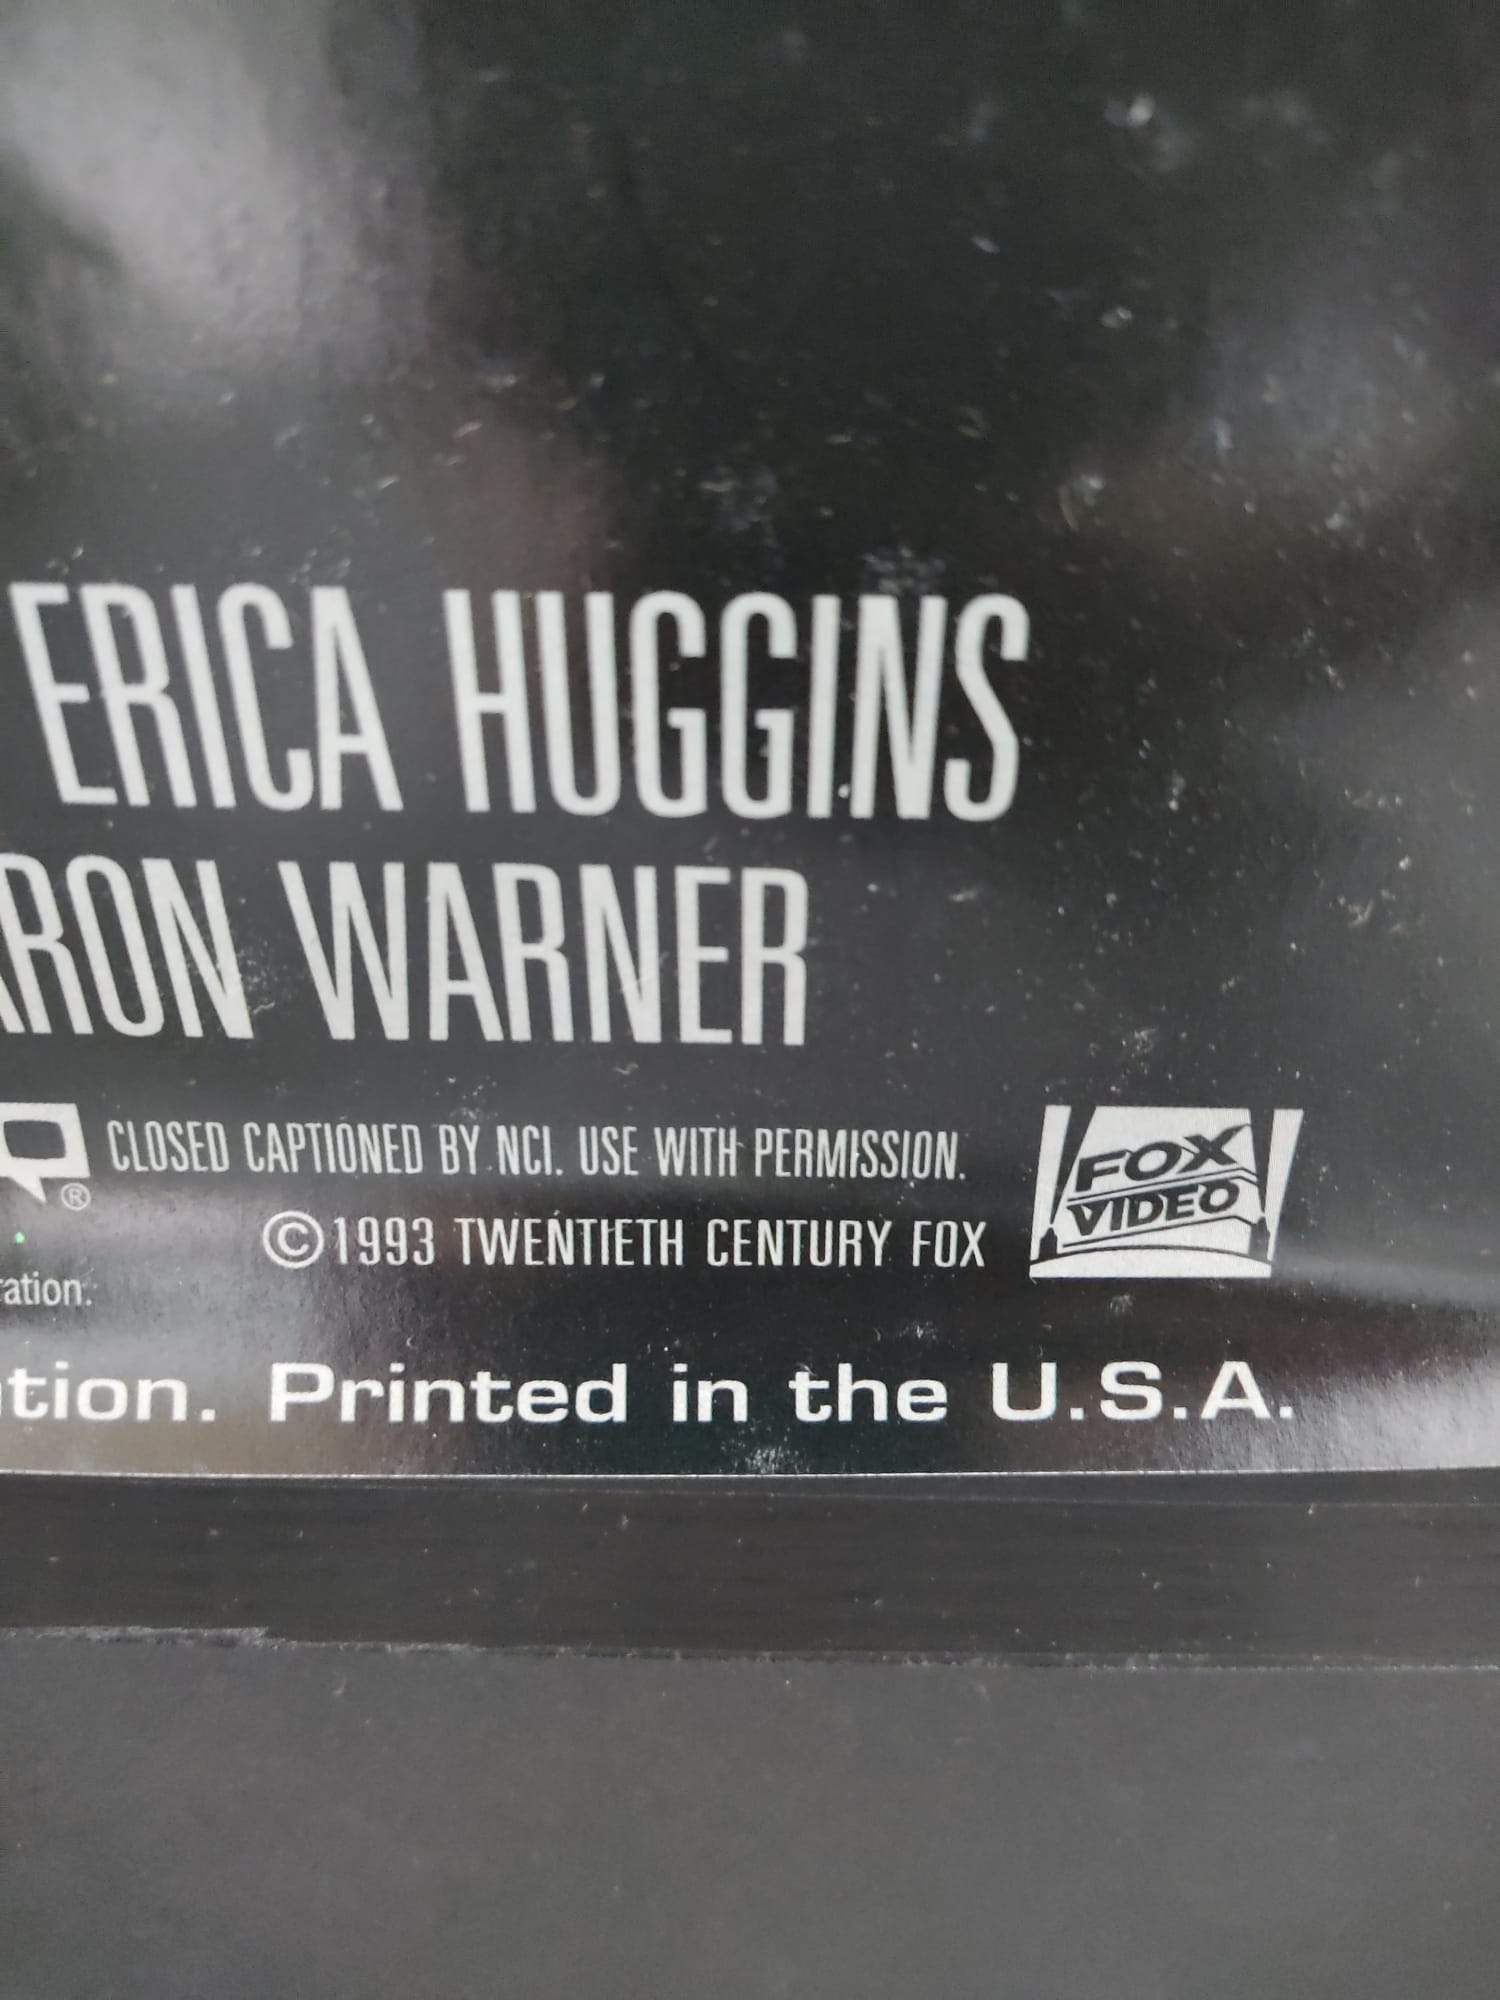 ERICA HUGGINS
RON WARNER
CLOSED CAPTIONED BY NCI. USE WITH PERMISSION.
®
©1993 TWENTIETH CENTURY FOX
FOX
VIDEO
ration.
tion. Printed in the U.S.A.